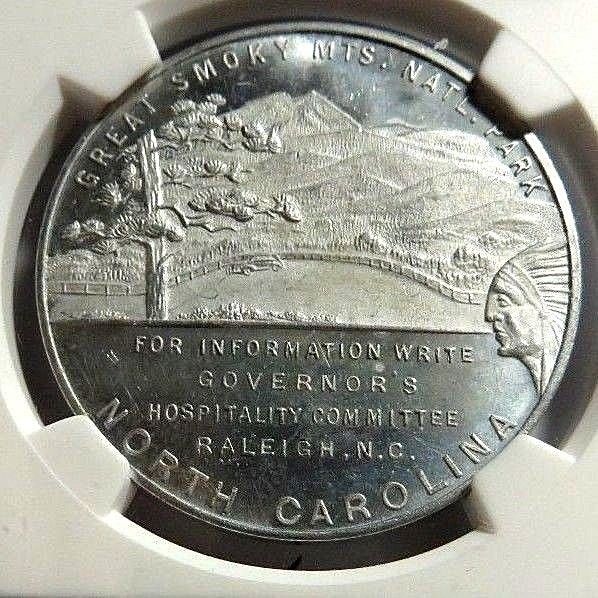 GREAT SMOKY MTS. NATL. PARK
FOR INFORMATION WRITE
GOVERNOR'S
HOSPITALITY COMMITTEE
RALEIGH, N.C.
NORTH CAROLINA